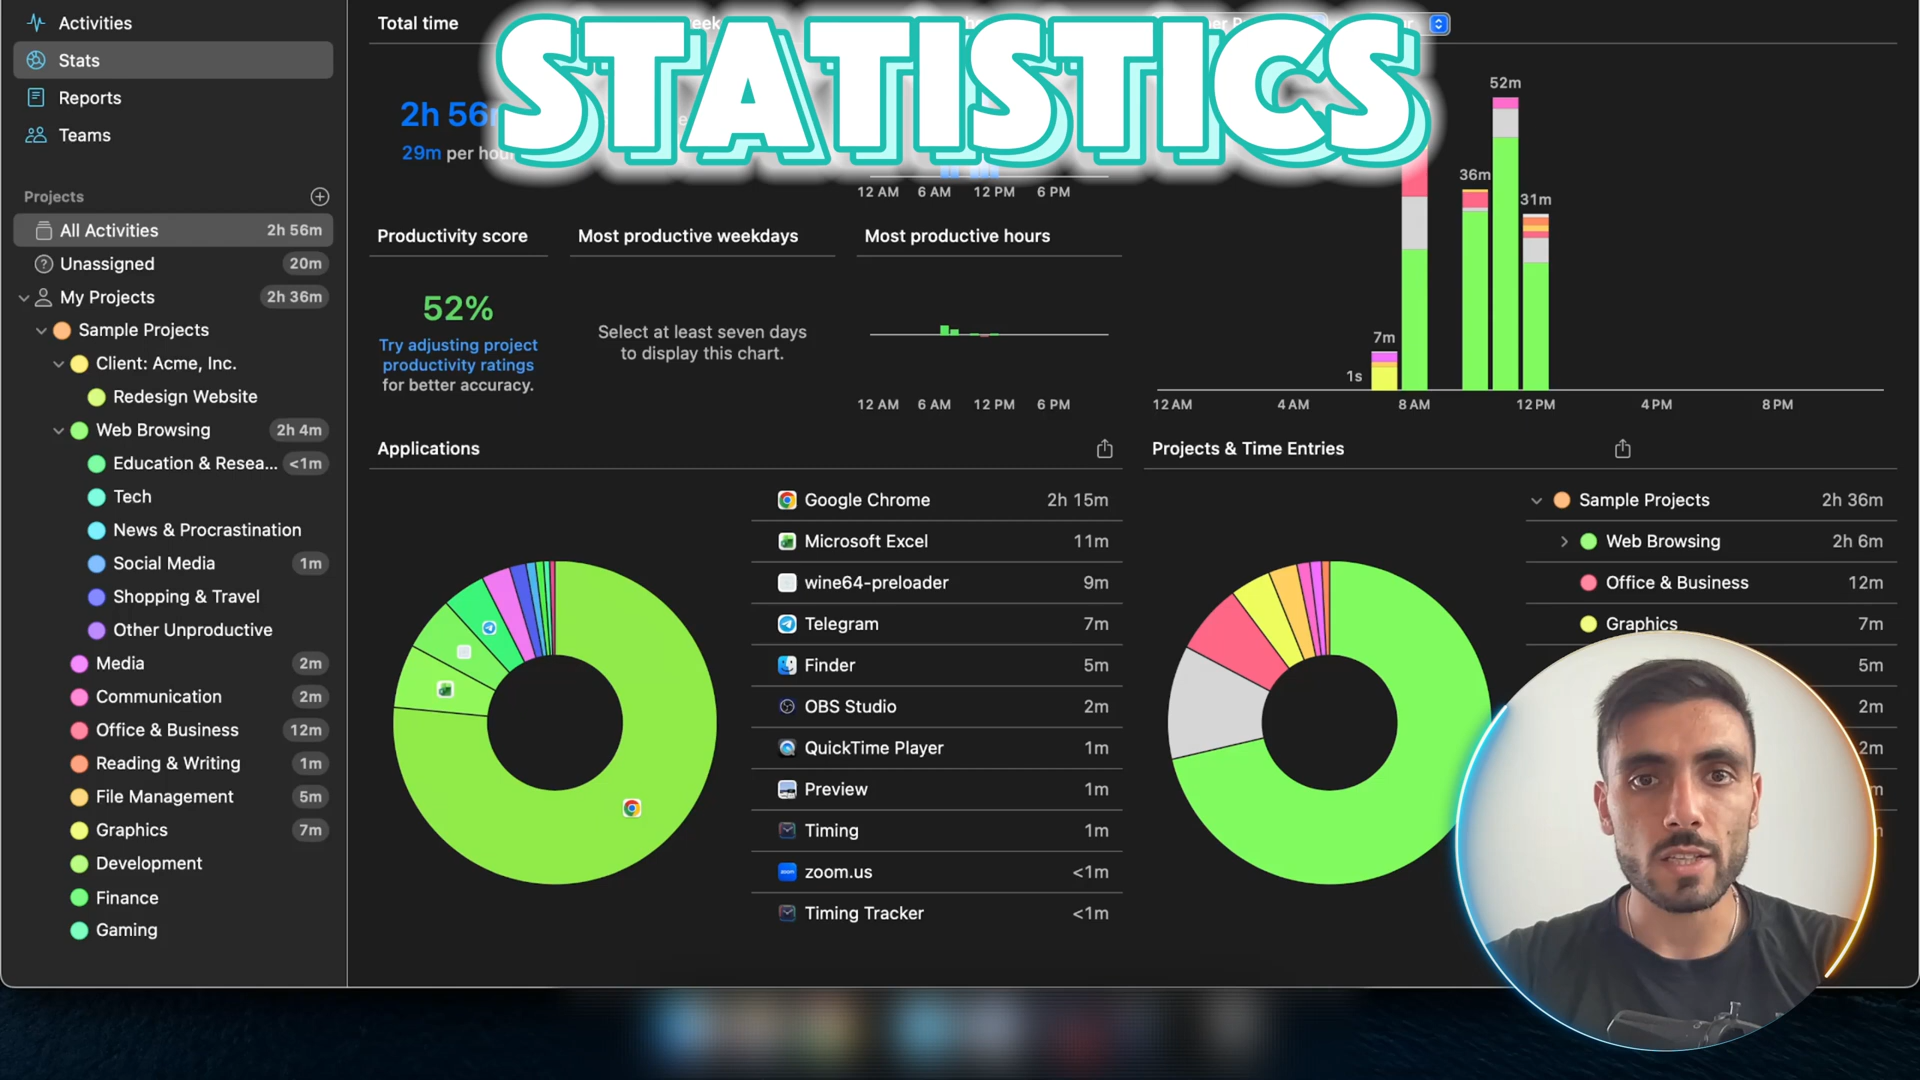 STATISTICS
Activities
Stats
Reports
Teams
Projects
All Activities 2h 56m
Unassigned 20m
My Projects 2h 36m
Sample Projects
Client: Acme, Inc.
Redesign Website
Web Browsing 2h 4m
Education & Resea... <1m
Tech
News & Procrastination
Social Media 1m
Shopping & Travel
Other Unproductive
Media 2m
Communication 2m
Office & Business 12m
Reading & Writing 1m
File Management 5m
Graphics 7m
Development
Finance
Gaming
Total time
2h 56
29m per hou
12 AM 6 AM 12 PM 6 PM
Productivity score
52%
Try adjusting project
productivity ratings
for better accuracy.
Most productive weekdays
Select at least seven days
to display this chart.
Most productive hours
12 AM 6 AM 12 PM 6 PM
52m
36m
31m
7m
1s
12 AM 4 AM 8 AM 12 PM 4 PM 8 PM
Applications
Google Chrome 2h 15m
Microsoft Excel 11m
wine64-preloader 9m
Telegram 7m
Finder 5m
OBS Studio 2m
QuickTime Player 1m
Preview 1m
Timing 1m
zoom.us <1m
Timing Tracker <1m
Projects & Time Entries
Sample Projects 2h 36m
Web Browsing 2h 6m
Office & Business 12m
Graphics 7m
5m
2m
2m